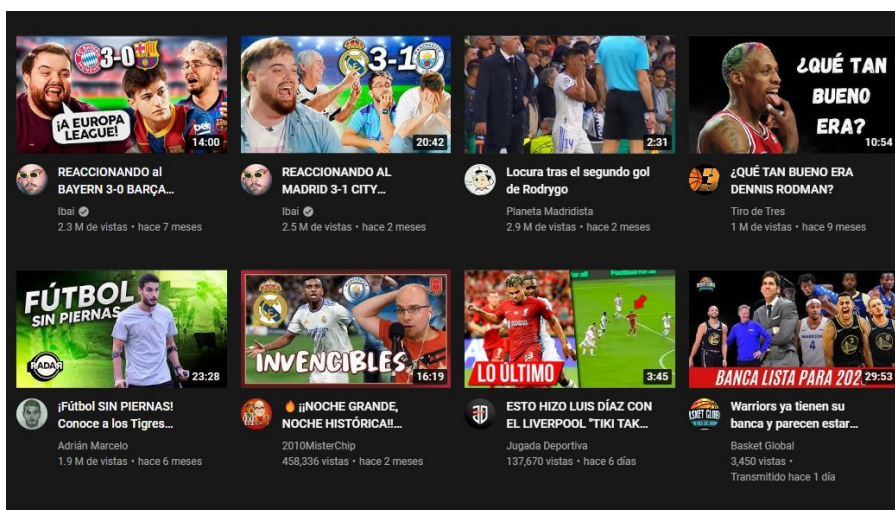 3-0
¡A EUROPA
LEAGUE!
beko
14:00
3-1
20:42
14
2:31
¿QUÉ TAN
BUENO
ERA?
10:54
REACCIONANDO al
BAYERN 3-0 BARÇA...
Ibai
2.3 M de vistas • hace 7 meses
REACCIONANDO AL
MADRID 3-1 CITY...
Ibai
2.5 M de vistas • hace 2 meses
Locura tras el segundo gol
de Rodrygo
Planeta Madridista
2.9 M de vistas • hace 2 meses
¿QUÉ TAN BUENO ERA
DENNIS RODMAN?
Tiro de Tres
1 M de vistas • hace 9 meses
FÚTBOL
SIN PIERNAS
RADAR
23:28
INVENCIBLES
16:19
LO ÚLTIMO
3:45
BANCA LISTA PARA 202
29:53
¡Fútbol SIN PIERNAS!
Conoce a los Tigres...
Adrián Marcelo
1.9 M de vistas • hace 6 meses
🔥 ¡¡NOCHE GRANDE,
NOCHE HISTÓRICA!!...
2010MisterChip
458,336 vistas • hace 2 meses
ESTO HIZO LUIS DÍAZ CON
EL LIVERPOOL "TIKI TAK...
Jugada Deportiva
137,670 vistas • hace 6 días
Warriors ya tienen su
banca y parecen estar...
Basket Global
3,450 vistas •
Transmitido hace 1 día